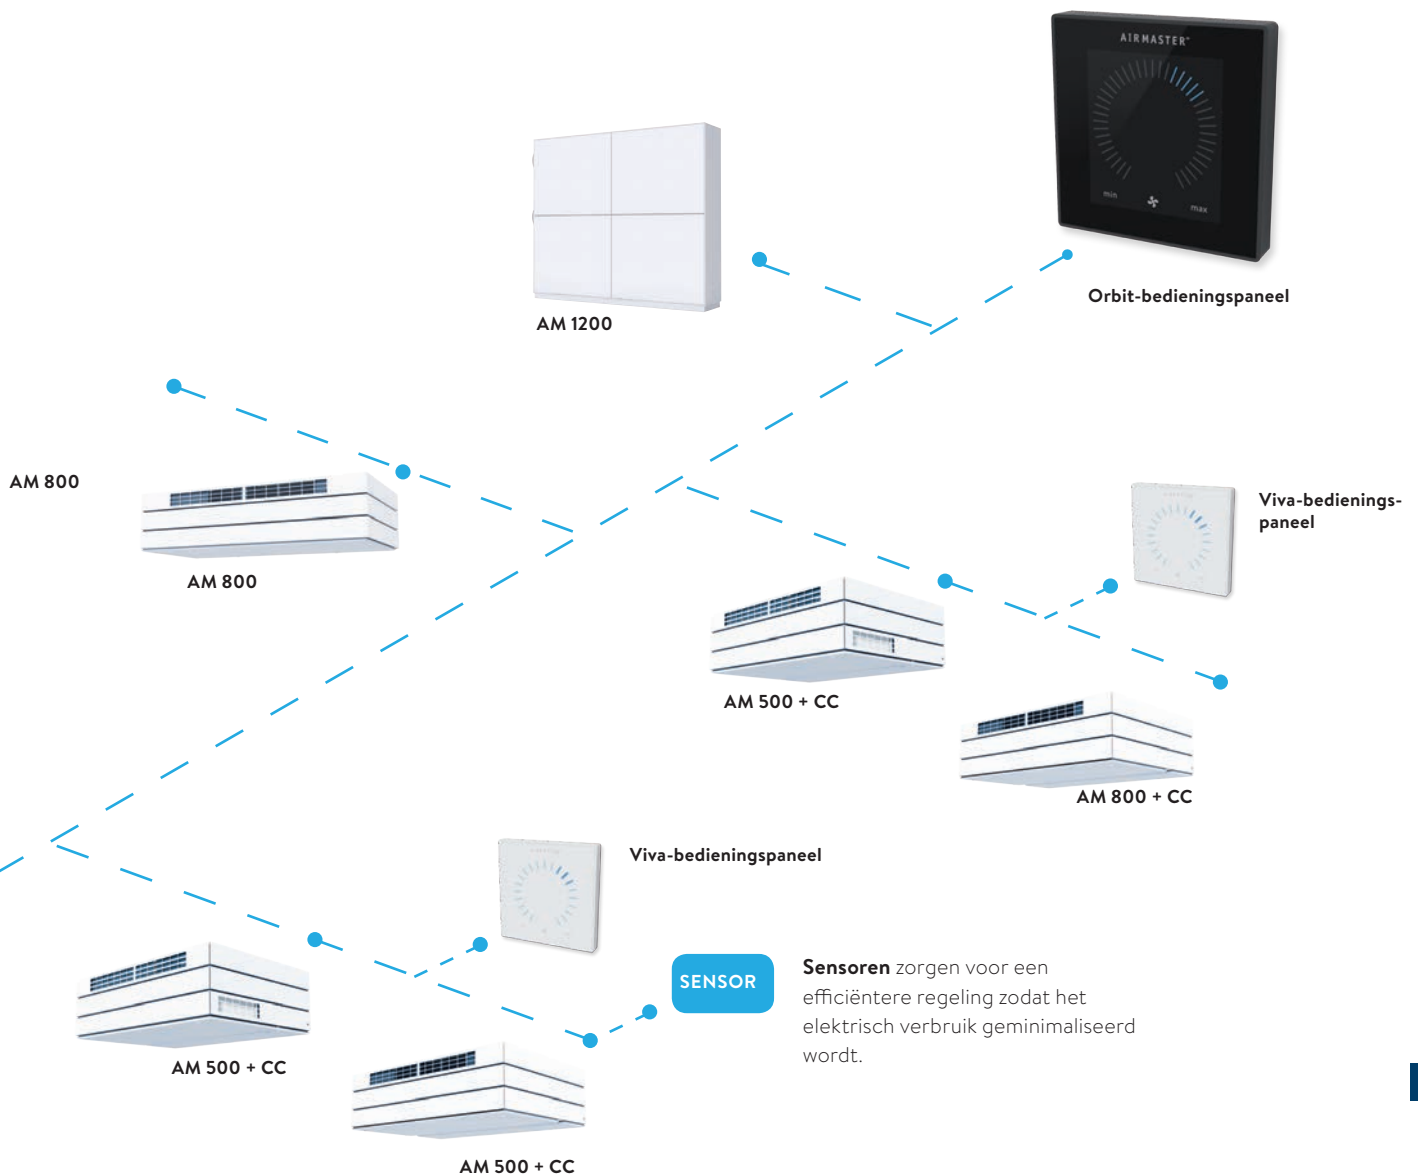 AIRMASTER™
min
max
Orbit-bedieningspaneel
AM 1200
AM 800
AM 800
Viva-bedienings-
paneel
AM 500 + CC
AM 800 + CC
Viva-bedieningspaneel
SENSOR
Sensoren zorgen voor een
efficiëntere regeling zodat het
elektrisch verbruik geminimaliseerd
wordt.
AM 500 + CC
AM 500 + CC